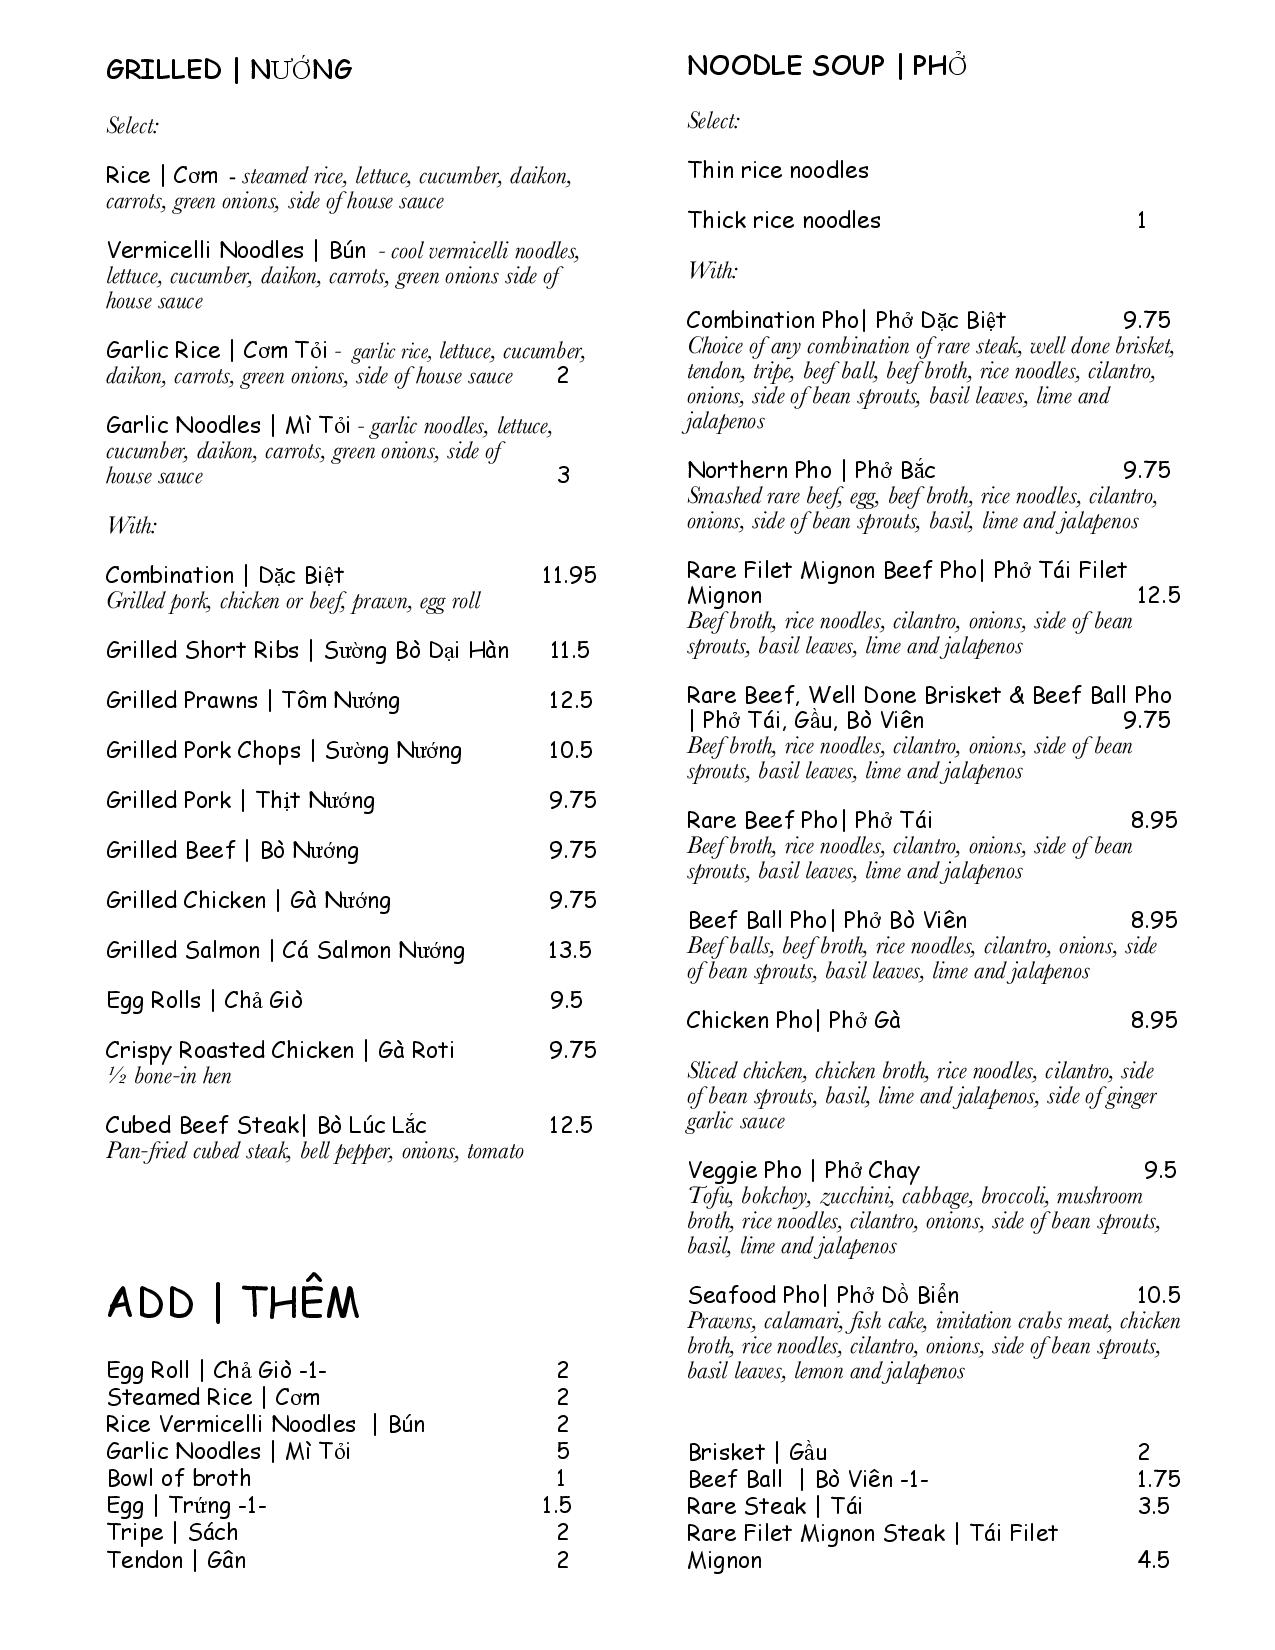 GRILLED | NƯỚNG
Select:
Rice | Cơm - steamed rice, lettuce, cucumber, daikon,
carrots, green onions, side of house sauce
Vermicelli Noodles | Bún - cool vermicelli noodles,
lettuce, cucumber, daikon, carrots, green onions side of
house sauce
Garlic Rice | Cơm Tỏi - garlic rice, lettuce, cucumber,
daikon, carrots, green onions, side of house sauce 2
Garlic Noodles | Mì Tỏi - garlic noodles, lettuce,
cucumber, daikon, carrots, green onions, side of
house sauce 3
With:
Combination | Dặc Biệt 11.95
Grilled pork, chicken or beef, prawn, egg roll
Grilled Short Ribs | Sường Bò Dại Hàn 11.5
Grilled Prawns | Tôm Nướng 12.5
Grilled Pork Chops | Sường Nướng 10.5
Grilled Pork | Thịt Nướng 9.75
Grilled Beef | Bò Nướng 9.75
Grilled Chicken | Gà Nướng 9.75
Grilled Salmon | Cá Salmon Nướng 13.5
Egg Rolls | Chả Giò 9.5
Crispy Roasted Chicken | Gà Roti 9.75
½ bone-in hen
Cubed Beef Steak| Bò Lúc Lắc 12.5
Pan-fried cubed steak, bell pepper, onions, tomato
ADD | THÊM
Egg Roll | Chả Giò -1- 2
Steamed Rice | Cơm 2
Rice Vermicelli Noodles | Bún 2
Garlic Noodles | Mì Tỏi 5
Bowl of broth 1
Egg | Trứng -1- 1.5
Tripe | Sách 2
Tendon | Gân 2
NOODLE SOUP | PHỞ
Select:
Thin rice noodles
Thick rice noodles 1
With:
Combination Pho| Phở Dặc Biệt 9.75
Choice of any combination of rare steak, well done brisket,
tendon, tripe, beef ball, beef broth, rice noodles, cilantro,
onions, side of bean sprouts, basil leaves, lime and
jalapenos
Northern Pho | Phở Bắc 9.75
Smashed rare beef, egg, beef broth, rice noodles, cilantro,
onions, side of bean sprouts, basil, lime and jalapenos
Rare Filet Mignon Beef Pho| Phở Tái Filet
Mignon 12.5
Beef broth, rice noodles, cilantro, onions, side of bean
sprouts, basil leaves, lime and jalapenos
Rare Beef, Well Done Brisket & Beef Ball Pho
| Phở Tái, Gầu, Bò Viên 9.75
Beef broth, rice noodles, cilantro, onions, side of bean
sprouts, basil leaves, lime and jalapenos
Rare Beef Pho| Phở Tái 8.95
Beef broth, rice noodles, cilantro, onions, side of bean
sprouts, basil leaves, lime and jalapenos
Beef Ball Pho| Phở Bò Viên 8.95
Beef balls, beef broth, rice noodles, cilantro, onions, side
of bean sprouts, basil leaves, lime and jalapenos
Chicken Pho| Phở Gà 8.95
Sliced chicken, chicken broth, rice noodles, cilantro, side
of bean sprouts, basil, lime and jalapenos, side of ginger
garlic sauce
Veggie Pho | Phở Chay 9.5
Tofu, bokchoy, zucchini, cabbage, broccoli, mushroom
broth, rice noodles, cilantro, onions, side of bean sprouts,
basil, lime and jalapenos
Seafood Pho| Phở Dồ Biển 10.5
Prawns, calamari, fish cake, imitation crabs meat, chicken
broth, rice noodles, cilantro, onions, side of bean sprouts,
basil leaves, lemon and jalapenos
Brisket | Gầu 2
Beef Ball | Bò Viên -1- 1.75
Rare Steak | Tái 3.5
Rare Filet Mignon Steak | Tái Filet
Mignon 4.5